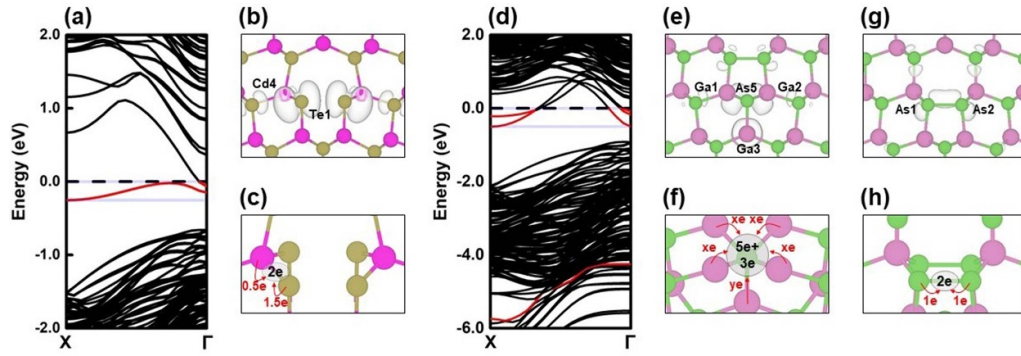 (a)
2.0
1.0
0.0
-1.0
-2.0
Energy (eV)
X
Γ
(b)
Cd4
Te1
(c)
2e
0.5e
1.5e
(d)
2.0
0.0
-2.0
-4.0
-6.0
Energy (eV)
X
Γ
(e)
Ga1
As5
Ga2
Ga3
(f)
xe
xe
xe
5e+
3e
xe
ye
(g)
As1
As2
(h)
2e
1e
1e